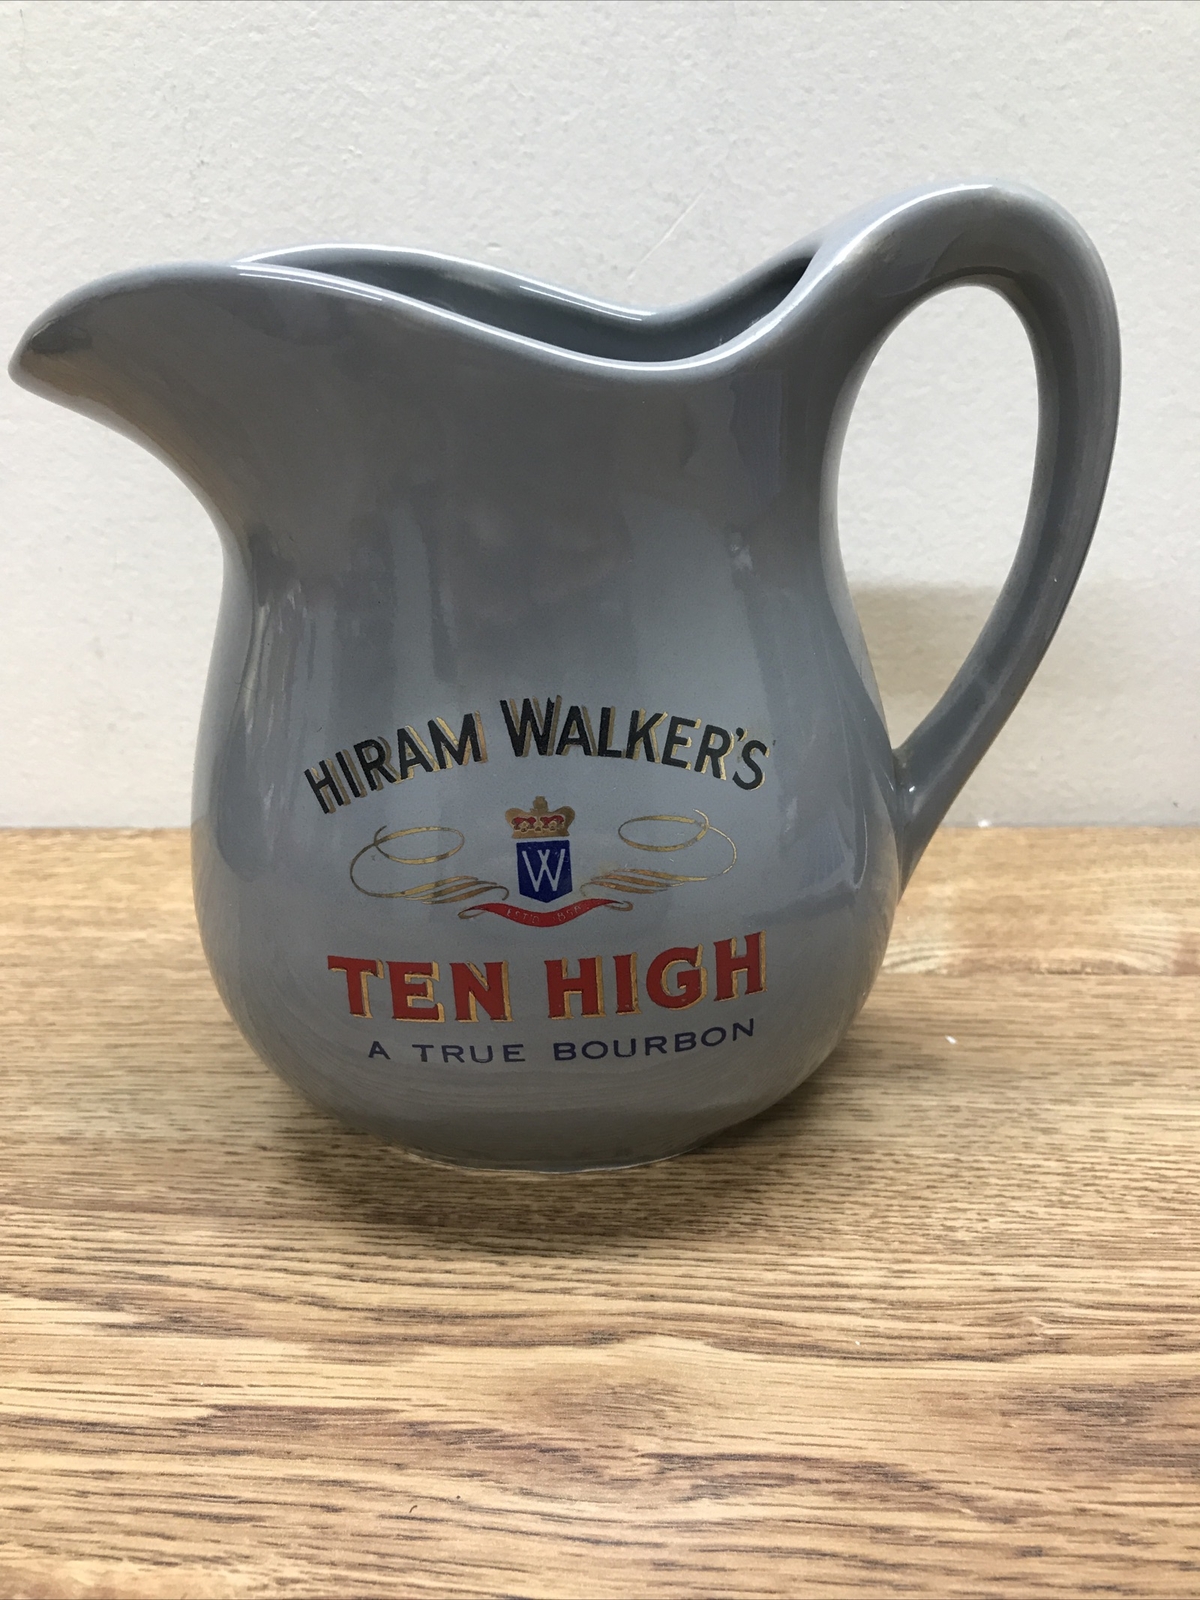 HIRAM WALKER'S
W
TEN HIGH
A TRUE BOURBON